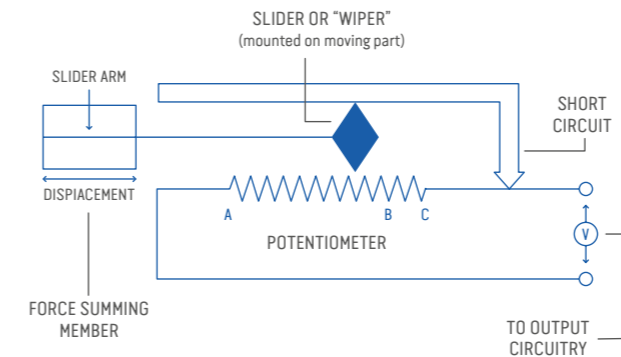 SLIDER OR “WIPER”
(mounted on moving part)
SLIDER ARM
SHORT
CIRCUIT
DISPIACEMENT
A
B
C
V
POTENTIOMETER
FORCE SUMMING
MEMBER
TO OUTPUT
CIRCUITRY